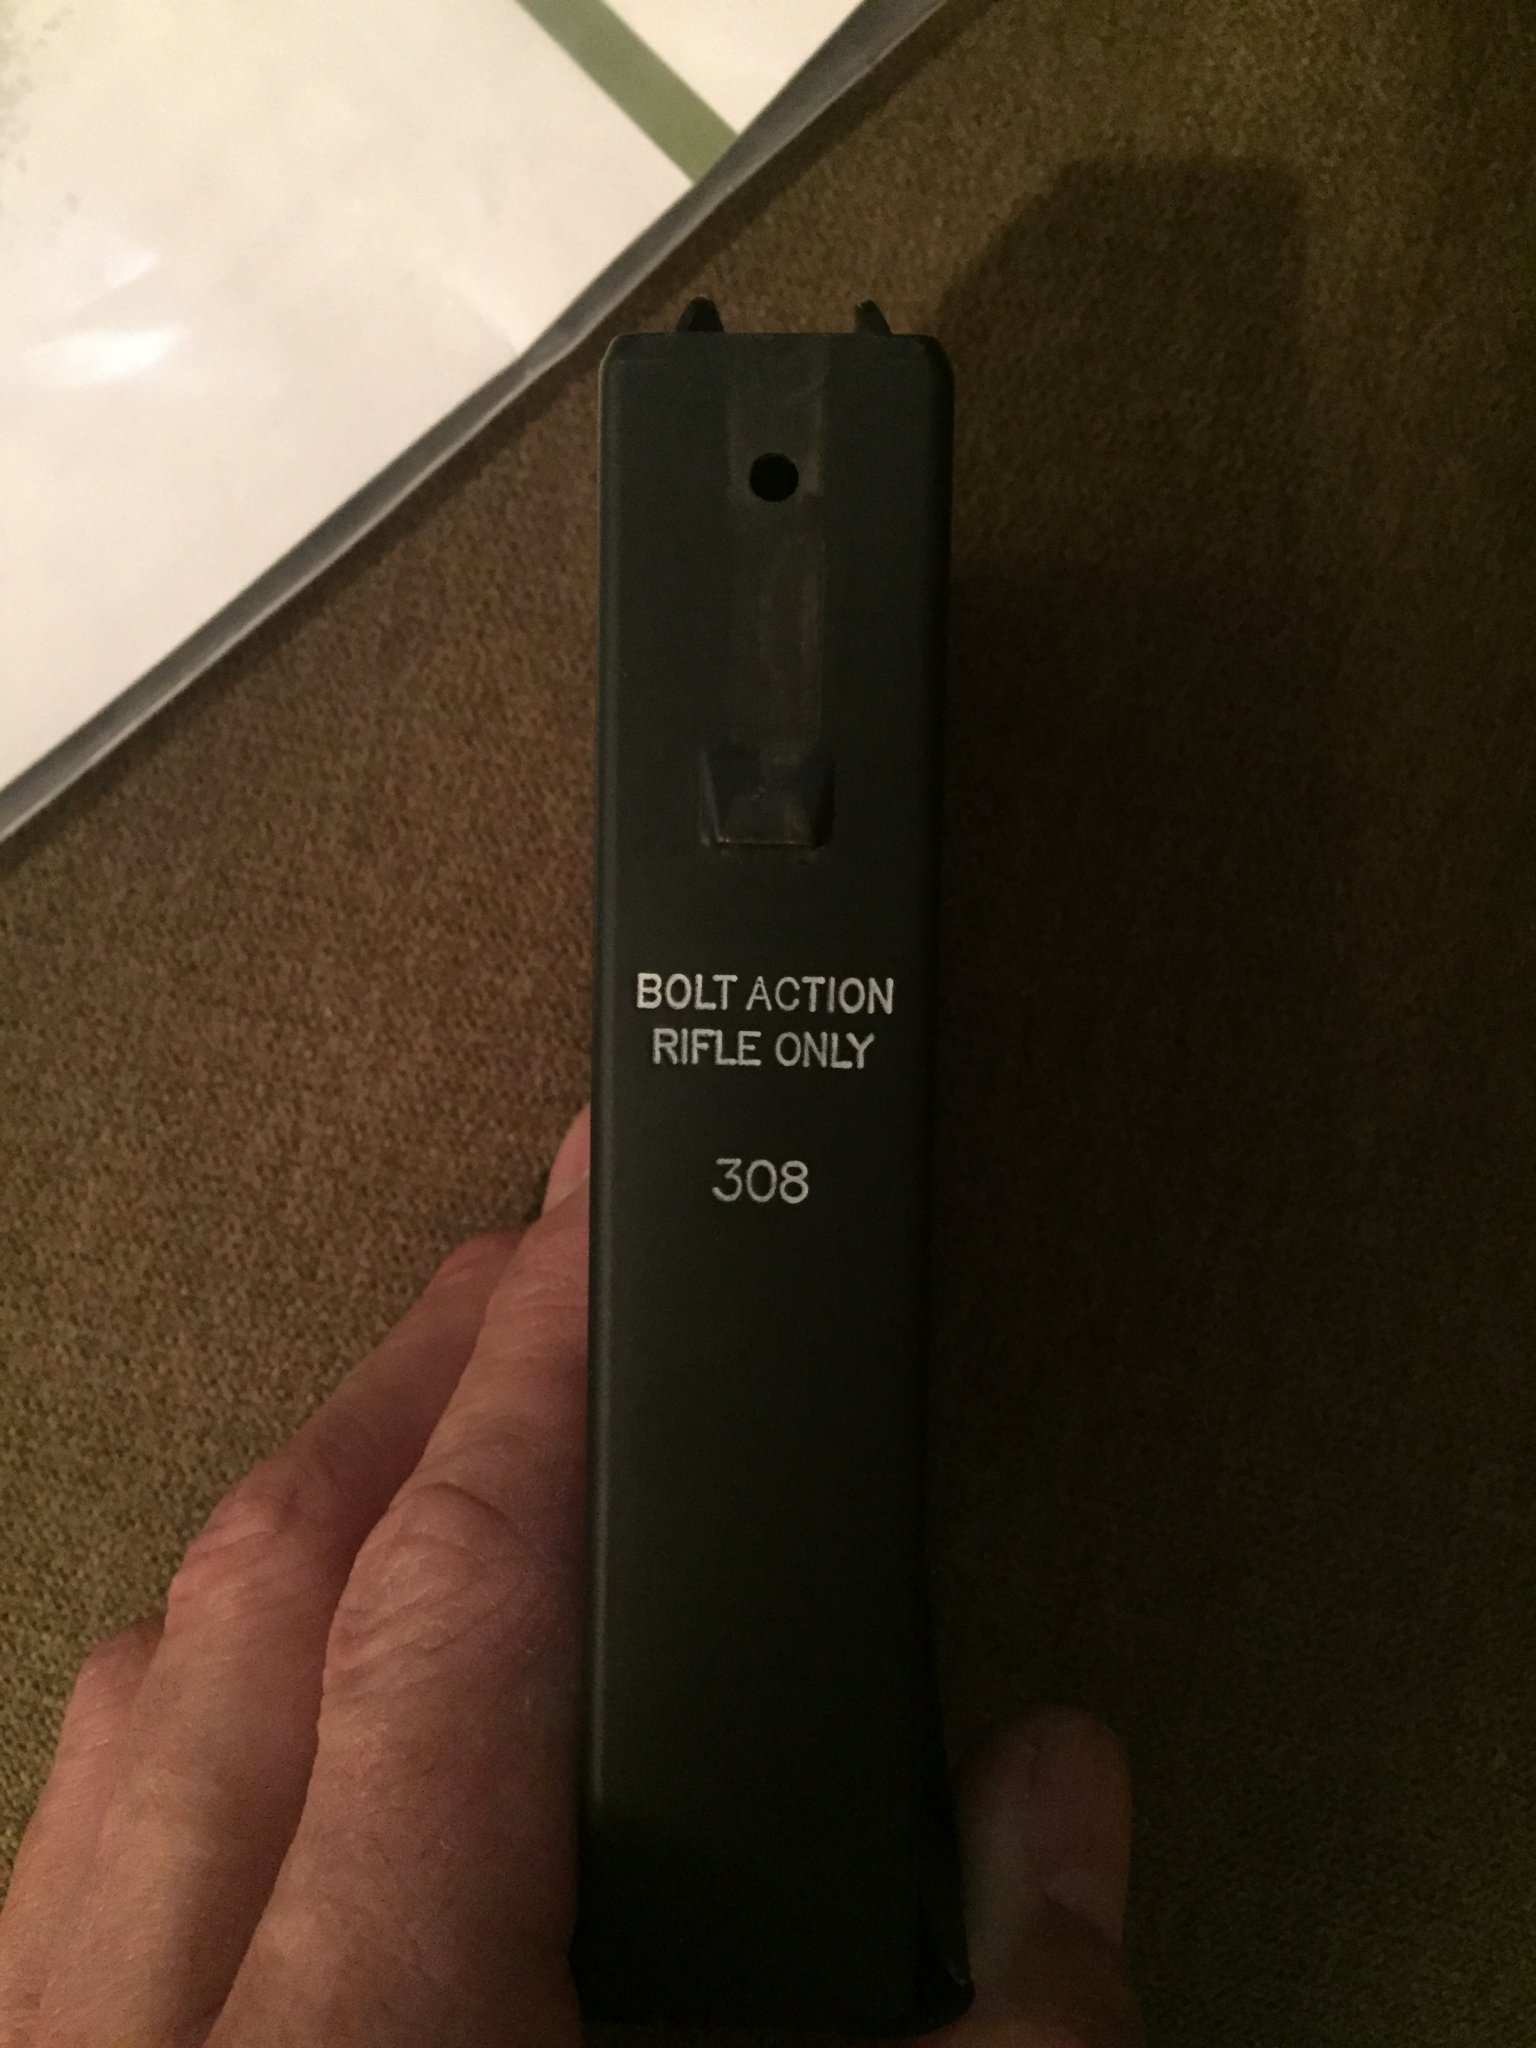 BOLT ACTION
RIFLE ONLY
308